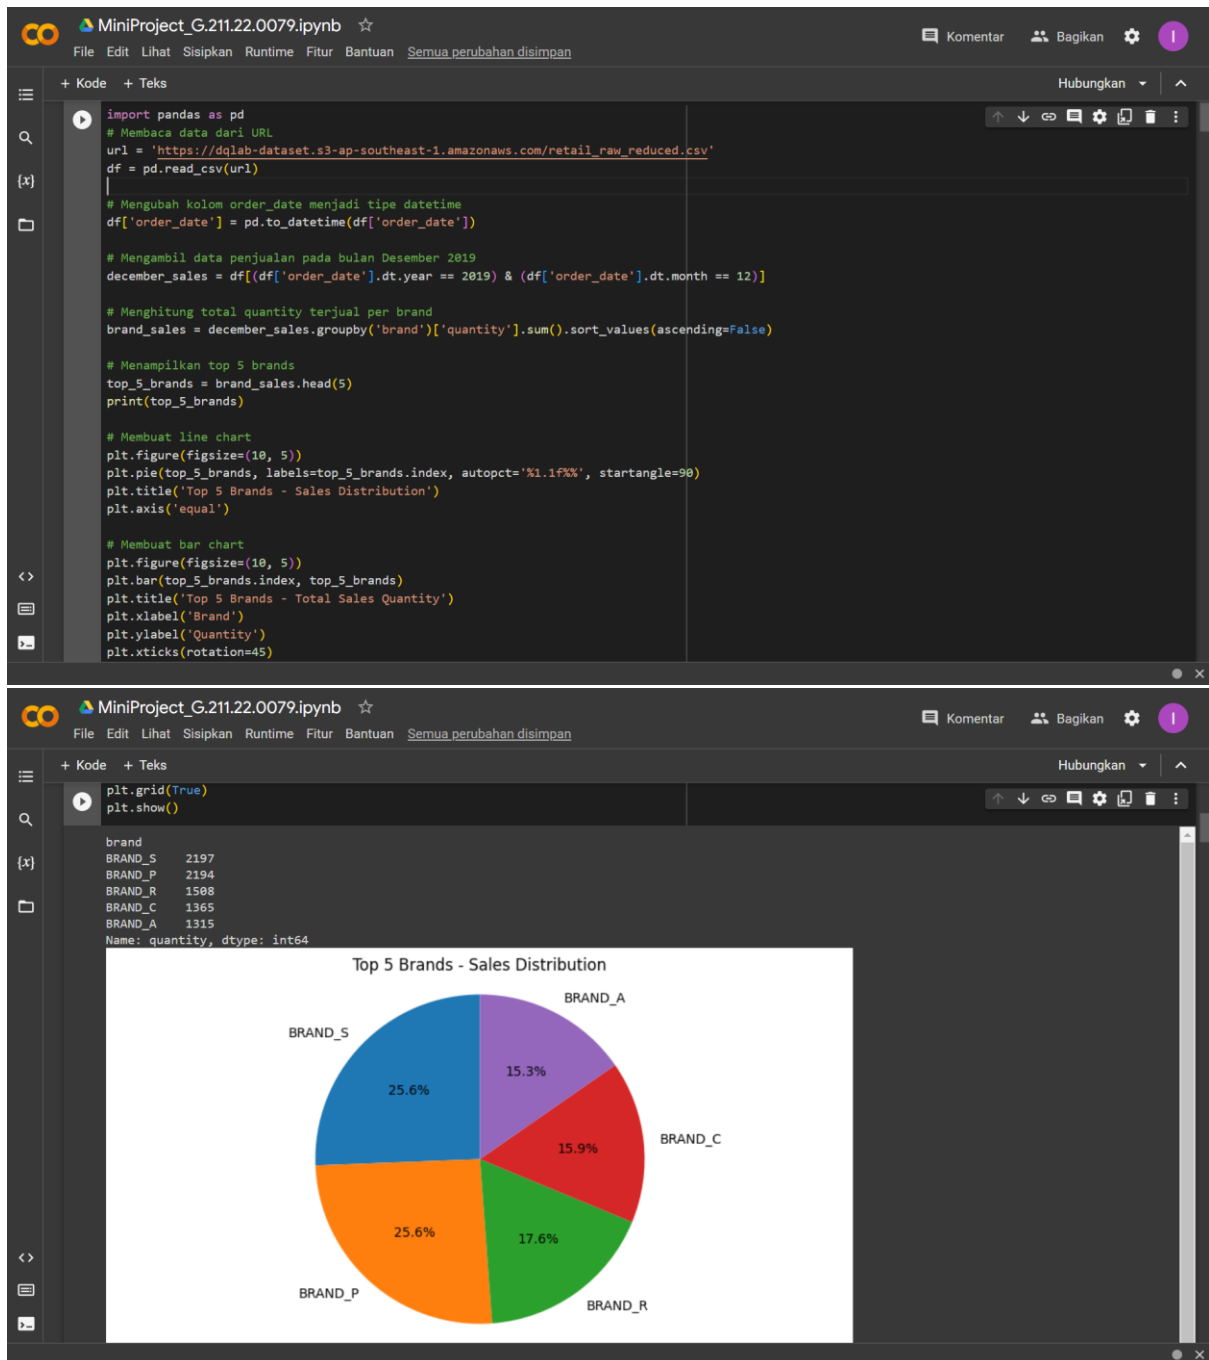 MiniProject_G.211.22.0079.ipynb
Komentar
Bagikan
I
File Edit Lihat Sisipkan Runtime Fitur Bantuan Semua perubahan disimpan
+ Kode + Teks
Hubungkan
import pandas as pd
# Membaca data dari URL
url = 'https://dqlab-dataset.s3-ap-southeast-1.amazonaws.com/retail_raw_reduced.csv'
df = pd.read_csv(url)
# Mengubah kolom order_date menjadi tipe datetime
df['order_date'] = pd.to_datetime(df['order_date'])
# Mengambil data penjualan pada bulan Desember 2019
december_sales = df[(df['order_date'].dt.year == 2019) & (df['order_date'].dt.month == 12)]
# Menghitung total quantity terjual per brand
brand_sales = december_sales.groupby('brand')['quantity'].sum().sort_values(ascending=False)
# Menampilkan top 5 brands
top_5_brands = brand_sales.head(5)
print(top_5_brands)
# Membuat line chart
plt.figure(figsize=(10, 5))
plt.pie(top_5_brands, labels=top_5_brands.index, autopct='%1.1f%%', startangle=90)
plt.title('Top 5 Brands - Sales Distribution')
plt.axis('equal')
# Membuat bar chart
plt.figure(figsize=(10, 5))
plt.bar(top_5_brands.index, top_5_brands)
plt.title('Top 5 Brands - Total Sales Quantity')
plt.xlabel('Brand')
plt.ylabel('Quantity')
plt.xticks(rotation=45)
{x}
MiniProject_G.211.22.0079.ipynb
Komentar
Bagikan
I
File Edit Lihat Sisipkan Runtime Fitur Bantuan Semua perubahan disimpan
+ Kode + Teks
Hubungkan
plt.grid(True)
plt.show()
{x}
brand
BRAND_S 2197
BRAND_P 2194
BRAND_R 1508
BRAND_C 1365
BRAND_A 1315
Name: quantity, dtype: int64
Top 5 Brands - Sales Distribution
BRAND_A
BRAND_S
15.3%
25.6%
BRAND_C
15.9%
25.6%
17.6%
BRAND_P
BRAND_R